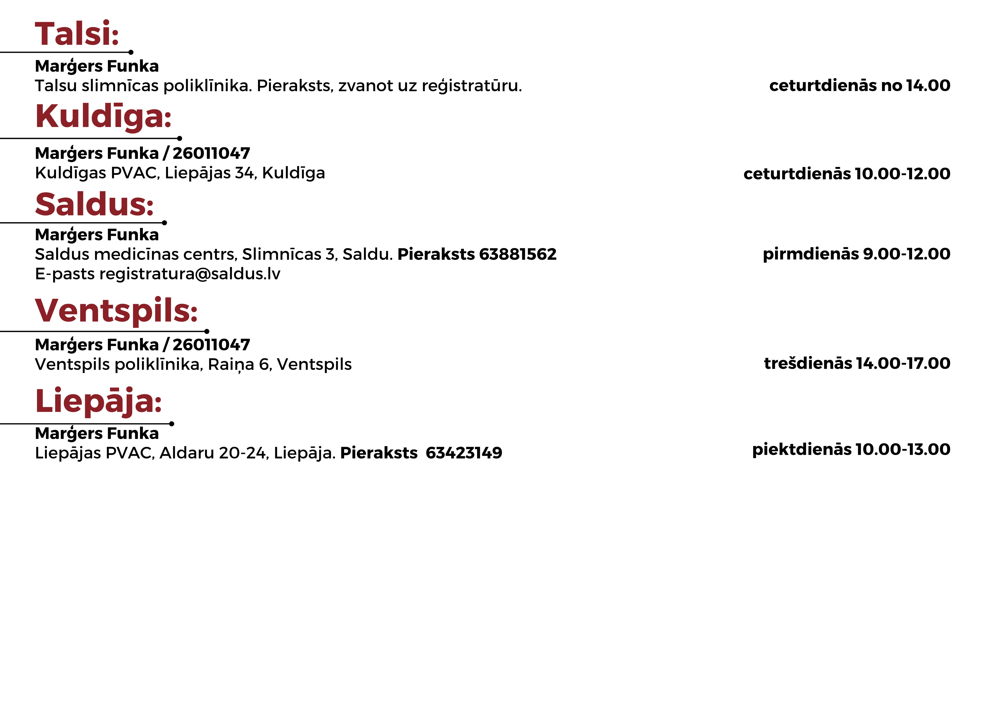 Talsi:
Marģers Funka
Talsu slimnīcas poliklīnika. Pieraksts, zvanot uz reģistratūru. ceturtdienās no 14.00
Kuldīga:
Marģers Funka / 26011047
Kuldīgas PVAC, Liepājas 34, Kuldīga ceturtdienās 10.00-12.00
Saldus:
Marģers Funka
Saldus medicīnas centrs, Slimnīcas 3, Saldu. Pieraksts 63881562 pirmdienās 9.00-12.00
E-pasts registratura@saldus.lv
Ventspils:
Marģers Funka / 26011047
Ventspils poliklīnika, Raiņa 6, Ventspils trešdienās 14.00-17.00
Liepāja:
Marģers Funka
Liepājas PVAC, Aldaru 20-24, Liepāja. Pieraksts  63423149 piektdienās 10.00-13.00